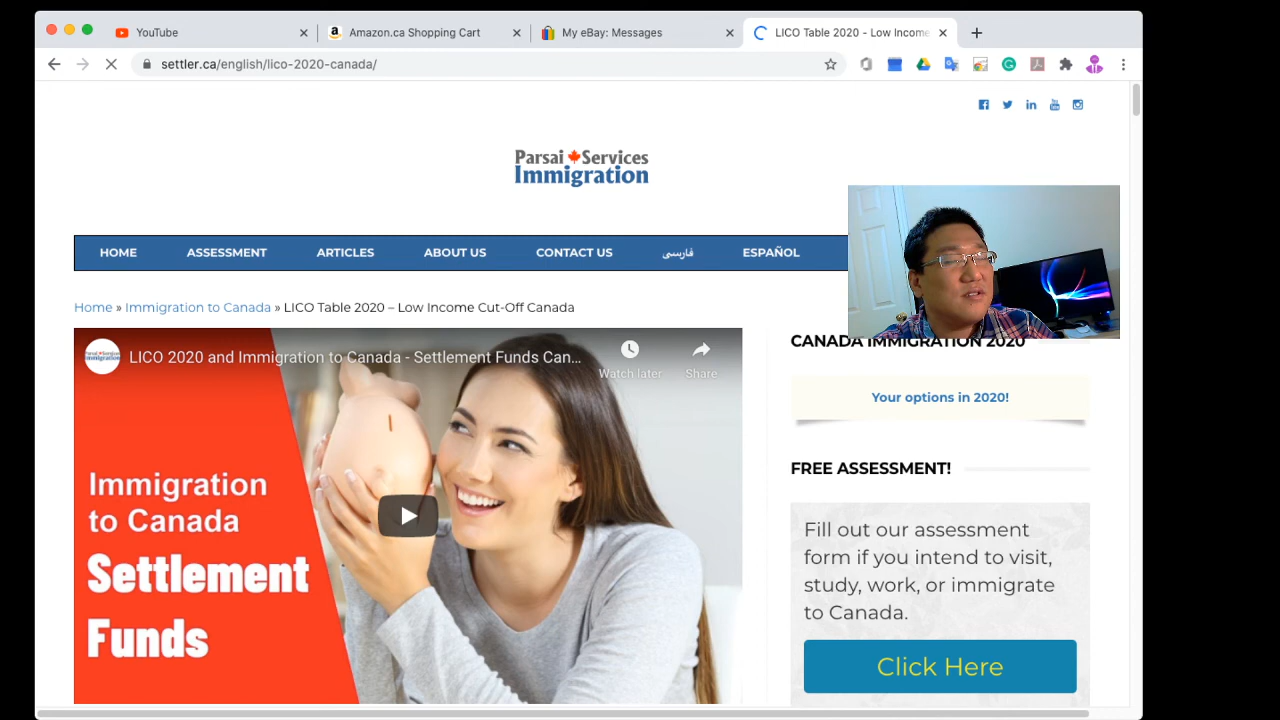 YouTube
Amazon.ca Shopping Cart
My eBay: Messages
LICO Table 2020 - Low Income
settler.ca/english/lico-2020-canada/
Parsai Services
Immigration
HOME
ASSESSMENT
ARTICLES
ABOUT US
CONTACT US
فارسی
ESPAÑOL
Home » Immigration to Canada » LICO Table 2020 – Low Income Cut-Off Canada
LICO 2020 and Immigration to Canada - Settlement Funds Can...
Watch later
Share
Immigration
to Canada
Settlement
Funds
CANADA IMMIGRATION 2020
Your options in 2020!
FREE ASSESSMENT!
Fill out our assessment
form if you intend to visit,
study, work, or immigrate
to Canada.
Click Here